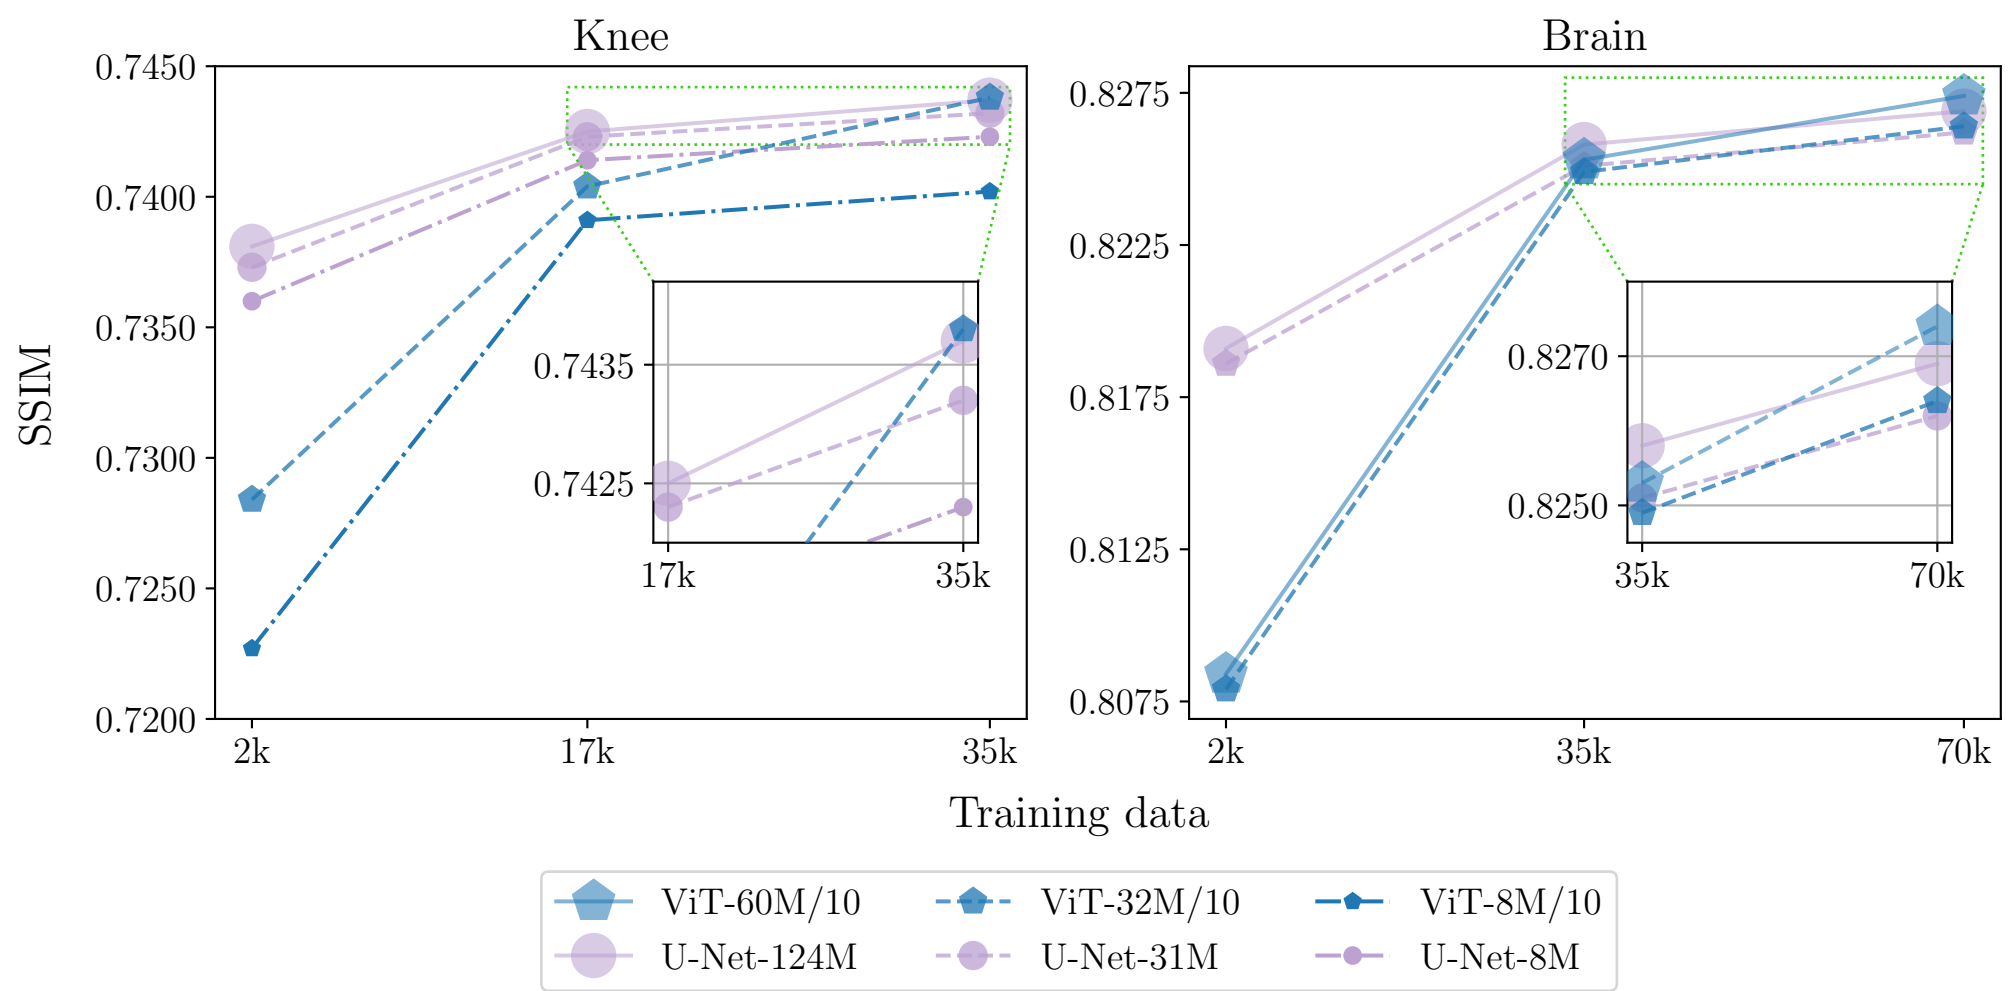 Knee
Brain
SSIM
0.7450
0.7400
0.7350
0.7300
0.7250
0.7200
2k
17k
35k
0.7435
0.7425
17k
35k
0.8275
0.8225
0.8175
0.8125
0.8075
2k
35k
70k
0.8270
0.8250
35k
70k
Training data
ViT-60M/10 ViT-32M/10 ViT-8M/10
U-Net-124M U-Net-31M U-Net-8M